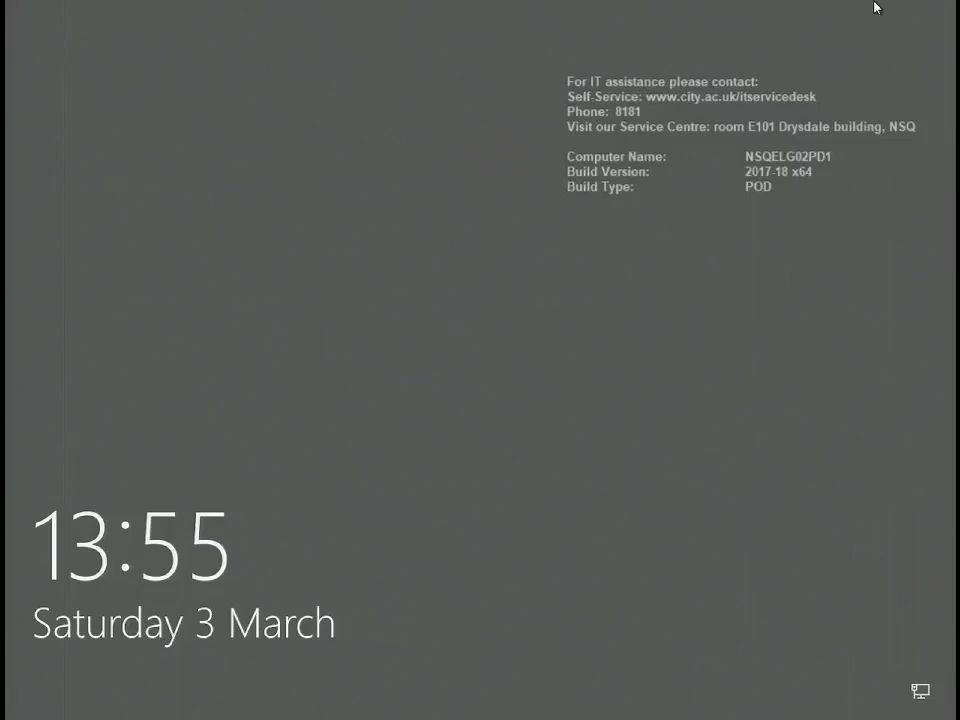 For IT assistance please contact:
Self-Service: www.city.ac.uk/itservicedesk
Phone: 8181
Visit our Service Centre: room E101 Drysdale building, NSQ
Computer Name: NSQELG02PD1
Build Version: 2017-18 x64
Build Type: POD
13:55
Saturday 3 March